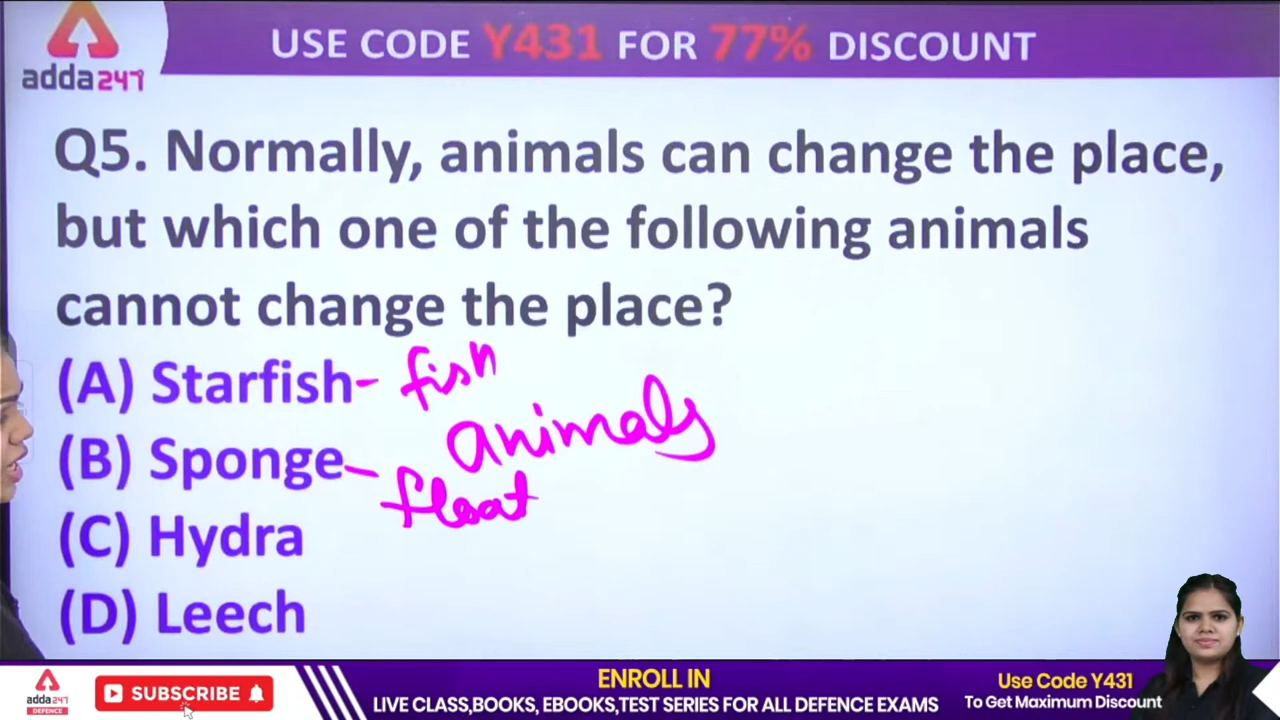 USE CODE Y431 FOR 77% DISCOUNT
adda247
Q5. Normally, animals can change the place,
but which one of the following animals
cannot change the place?
(A) Starfish- fish
animals
(B) Sponge- float
(C) Hydra
(D) Leech
adda247
DEFENCE
SUBSCRIBE
ENROLL IN
LIVE CLASS,BOOKS, EBOOKS,TEST SERIES FOR ALL DEFENCE EXAMS
Use Code Y431
To Get Maximum Discount